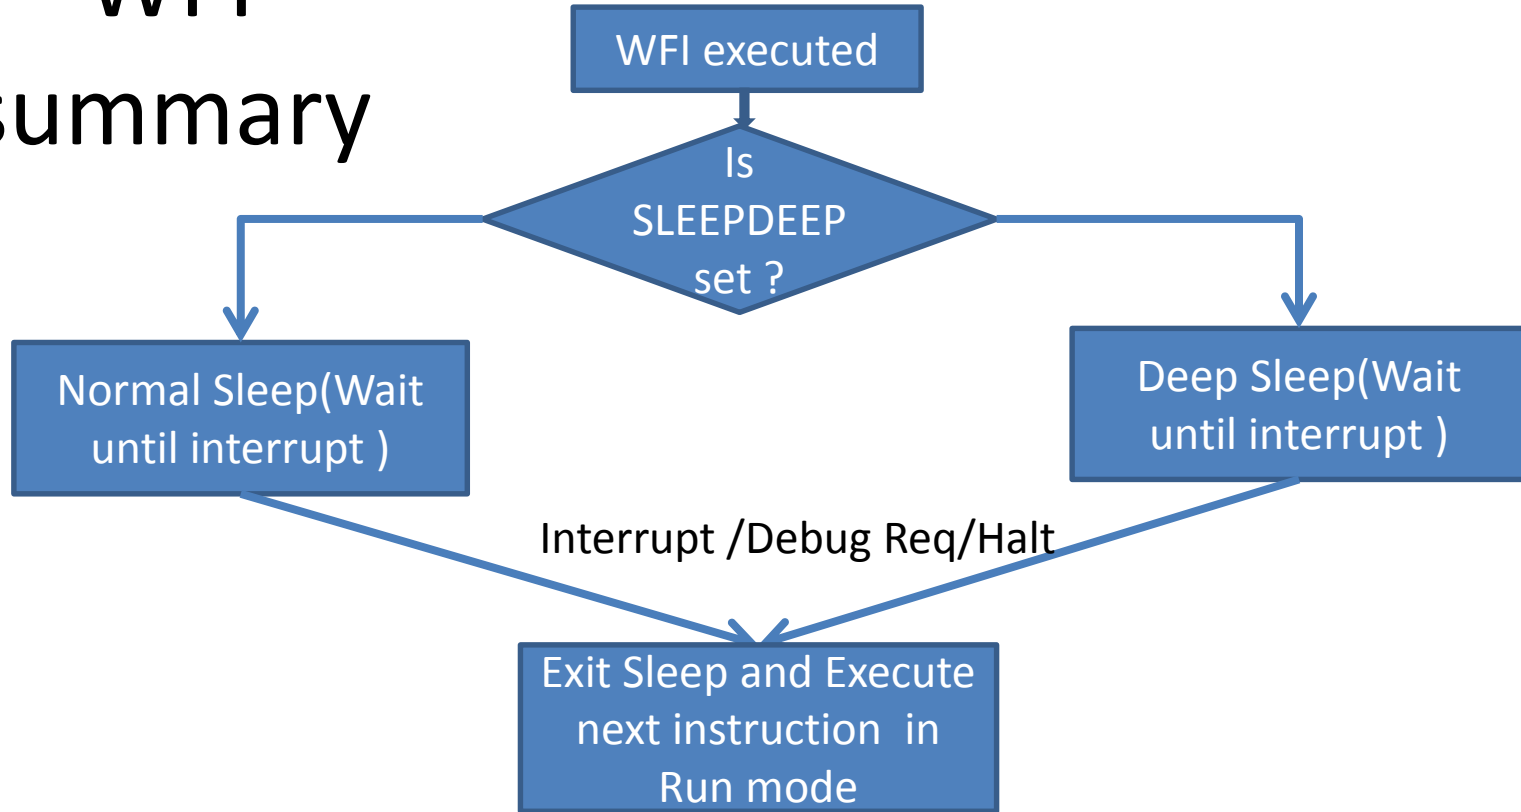 WFI
summary
WFI executed
Is
SLEEPDEEP
set ?
Normal Sleep(Wait
until interrupt )
Deep Sleep(Wait
until interrupt )
Interrupt /Debug Req/Halt
Exit Sleep and Execute
next instruction in
Run mode